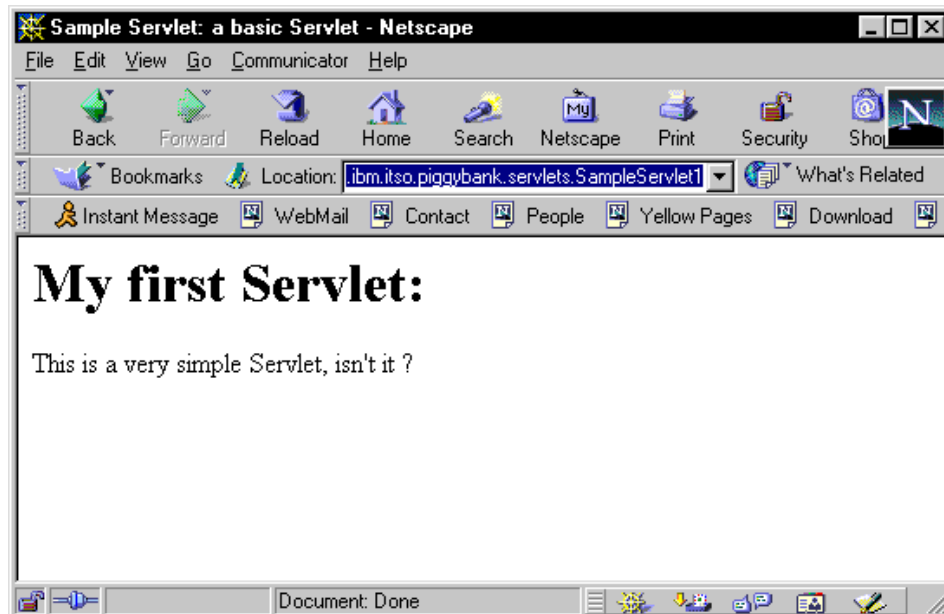 Sample Servlet: a basic Servlet - Netscape
File Edit View Go Communicator Help
Back Forward Reload Home Search Netscape Print Security Shop N
My
Bookmarks Location: .ibm.itso.piggybank.servlets.SampleServlet1 What's Related
Instant Message WebMail Contact People Yellow Pages Download
My first Servlet:
This is a very simple Servlet, isn't it ?
Document: Done